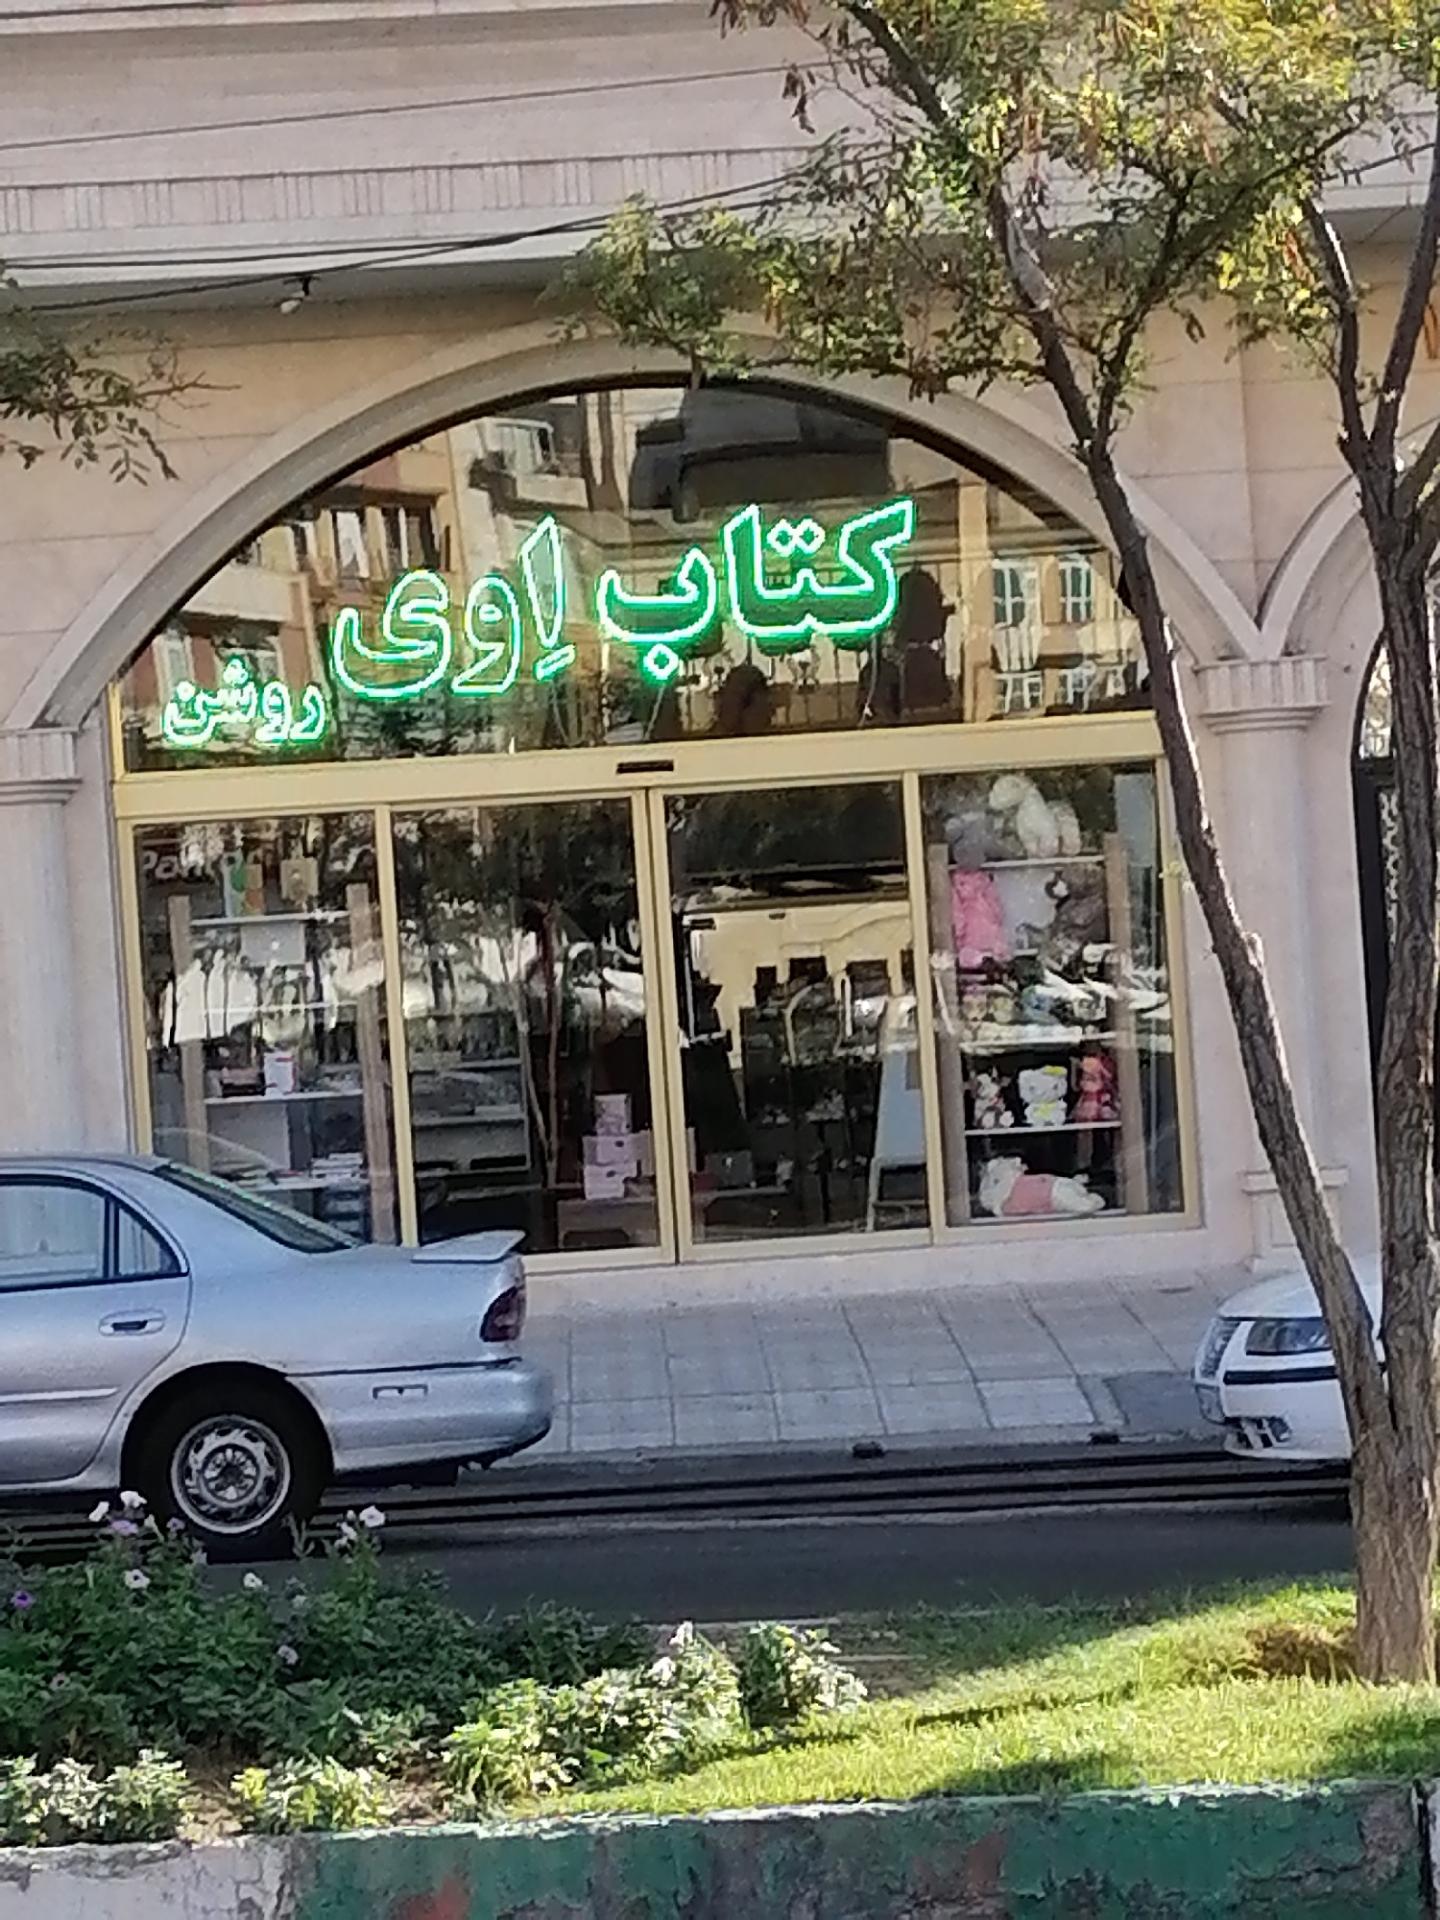 کتاب اِوی
روشن